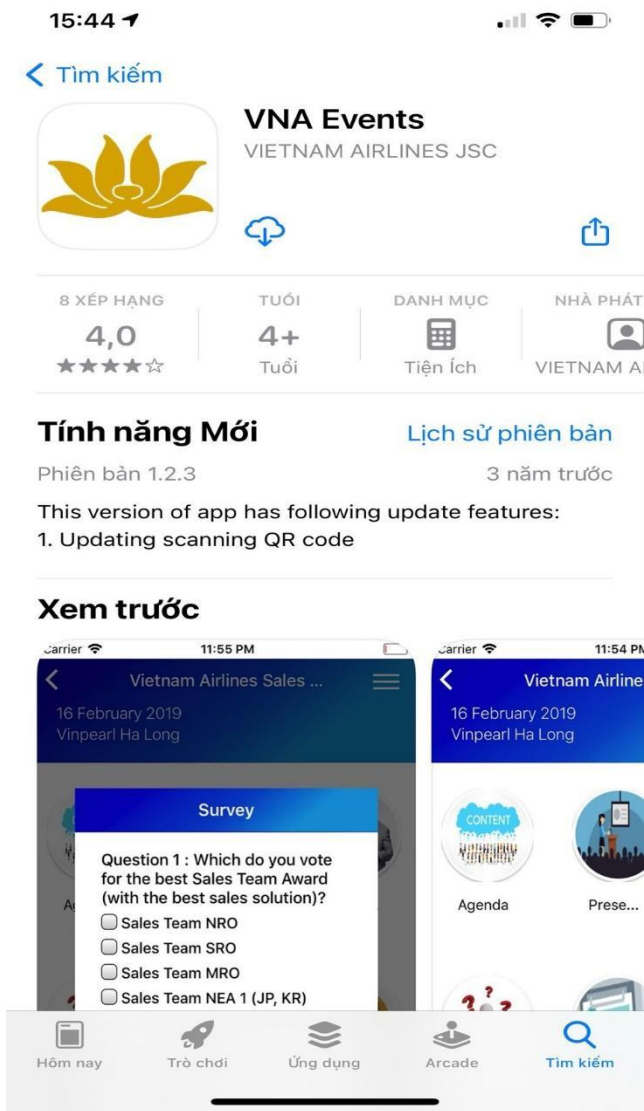 15:44
Tìm kiếm
VNA Events
VIETNAM AIRLINES JSC
8 XẾP HẠNG
TUỔI
DANH MỤC
NHÀ PHÁT
4,0
4+
Tuổi
Tiện Ích
VIETNAM
Tính năng Mới
Lịch sử phiên bản
Phiên bản 1.2.3
3 năm trước
This version of app has following update features:
1. Updating scanning QR code
Xem trước
Carrier
11:55 PM
Vietnam Airlines Sales ...
16 February 2019
Vinpearl Ha Long
Survey
Question 1 : Which do you vote
for the best Sales Team Award
(with the best sales solution)?
Sales Team NRO
Sales Team SRO
Sales Team MRO
Sales Team NEA 1 (JP, KR)
Carrier
11:54 PM
Vietnam Airline
16 February 2019
Vinpearl Ha Long
CONTENT
Agenda
Prese...
Hôm nay
Trò chơi
Ứng dụng
Arcade
Tìm kiếm